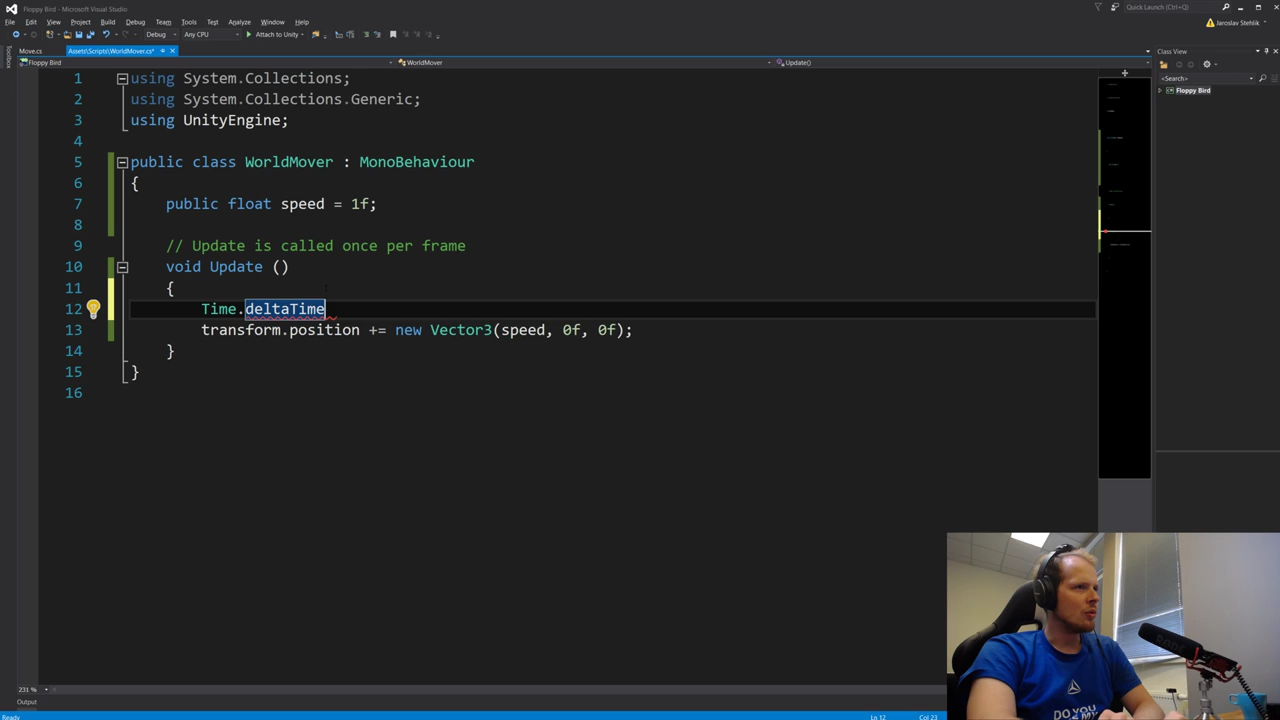 Floppy Bird - Microsoft Visual Studio
Quick Launch (Ctrl+Q)
File Edit View Project Build Debug Team Tools Test Analyze Window Help
Jaroslav Stehlik
Debug Any CPU Attach to Unity
Toolbox
Move.cs Assets\Scripts\WorldMover.cs*
Class View
Floppy Bird WorldMover Update()
<Search>
Floppy Bird
1 using System.Collections;
2 using System.Collections.Generic;
3 using UnityEngine;
4
5 public class WorldMover : MonoBehaviour
6 {
7 public float speed = 1f;
8
9 // Update is called once per frame
10 void Update ()
11 {
12 Time.deltaTime
13 transform.position += new Vector3(speed, 0f, 0f);
14 }
15 }
16
231 %
Output
Ready Ln 12 Col 23
RODE
DO YOU